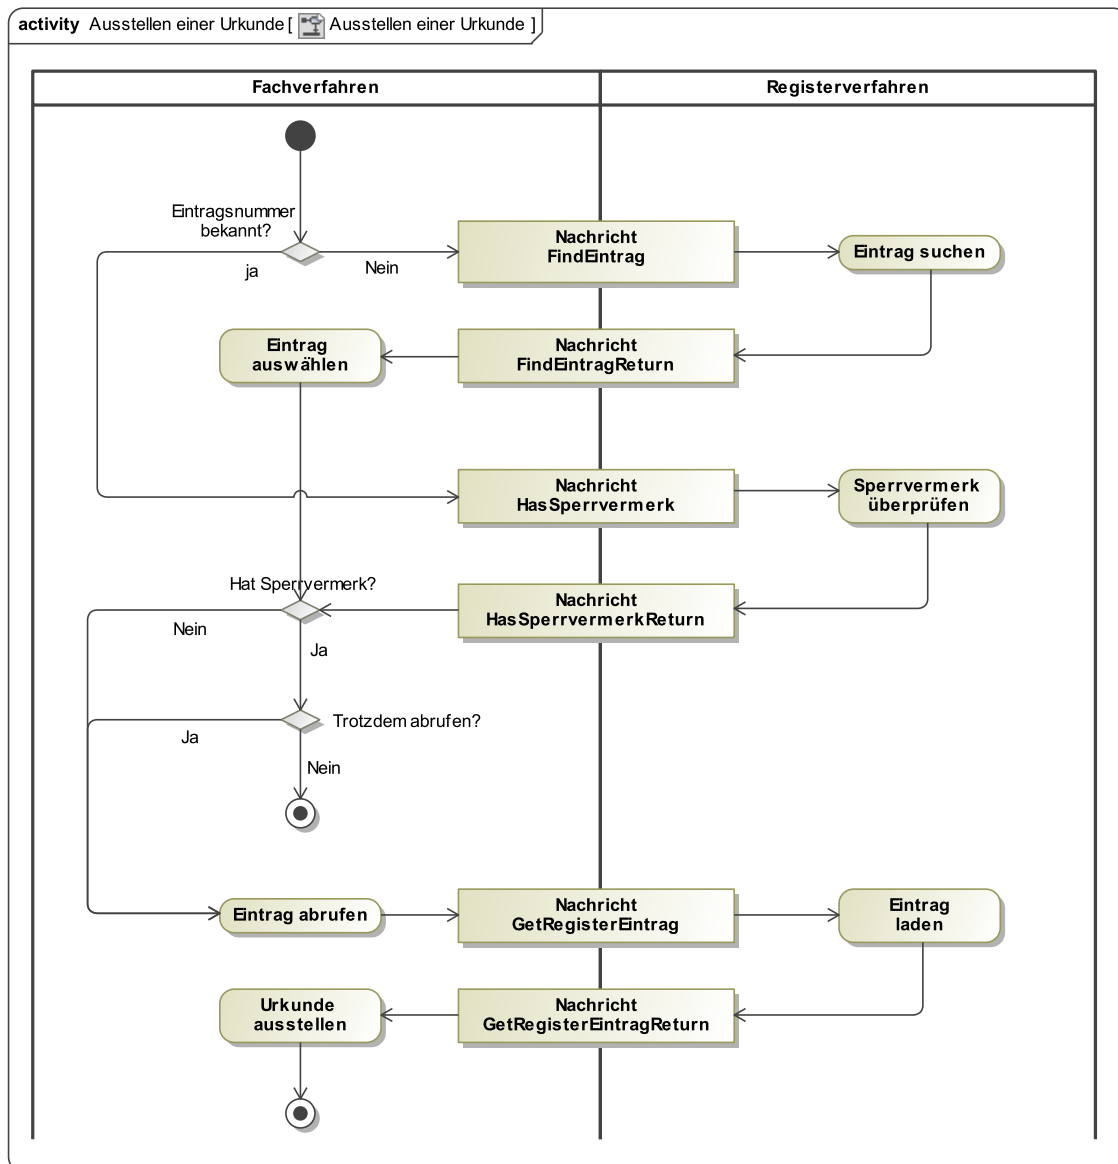 activity Ausstellen einer Urkunde [ Ausstellen einer Urkunde ]
Fachverfahren
Registerverfahren
Eintragsnummer
bekannt?
ja
Nein
Nachricht
FindEintrag
Eintrag suchen
Eintrag
auswählen
Nachricht
FindEintragReturn
Nachricht
HasSperrvermerk
Sperrvermerk
überprüfen
Hat Sperrvermerk?
Nachricht
HasSperrvermerkReturn
Nein
Ja
Trotzdem abrufen?
Ja
Nein
Eintrag abrufen
Nachricht
GetRegisterEintrag
Eintrag
laden
Urkunde
ausstellen
Nachricht
GetRegisterEintragReturn